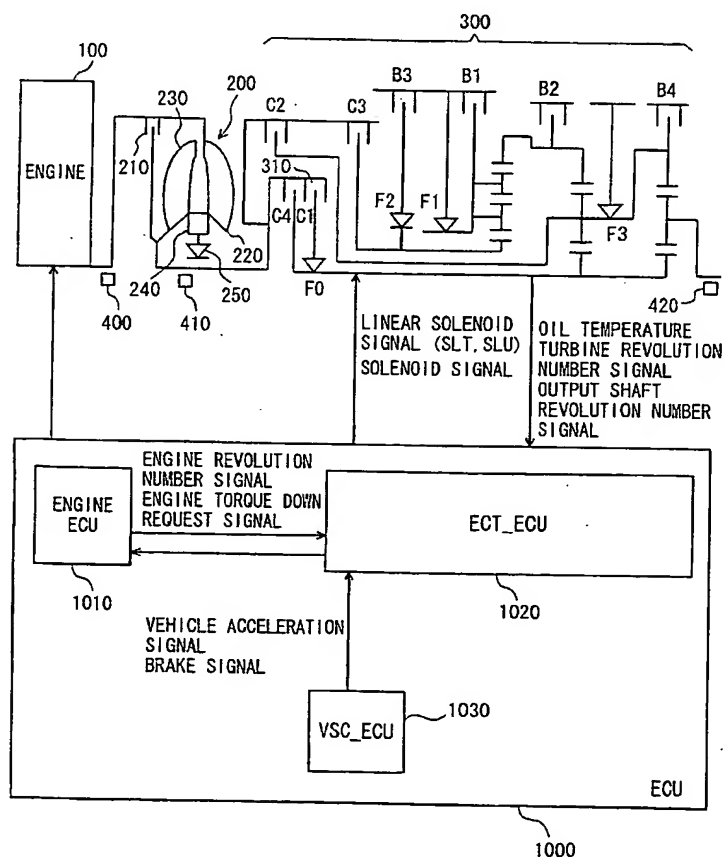 300
100
200
B3
B1
B2
B4
230
C2
C3
210
310
ENGINE
C4
C1
F2
F1
F3
220
240
250
F0
400
410
420
LINEAR SOLENOID
SIGNAL (SLT, SLU)
SOLENOID SIGNAL
OIL TEMPERATURE
TURBINE REVOLUTION
NUMBER SIGNAL
OUTPUT SHAFT
REVOLUTION NUMBER
SIGNAL
ENGINE REVOLUTION
NUMBER SIGNAL
ENGINE TORQUE DOWN
REQUEST SIGNAL
ENGINE
ECU
ECT_ECU
1010
1020
VEHICLE ACCELERATION
SIGNAL
BRAKE SIGNAL
1030
VSC_ECU
ECU
1000